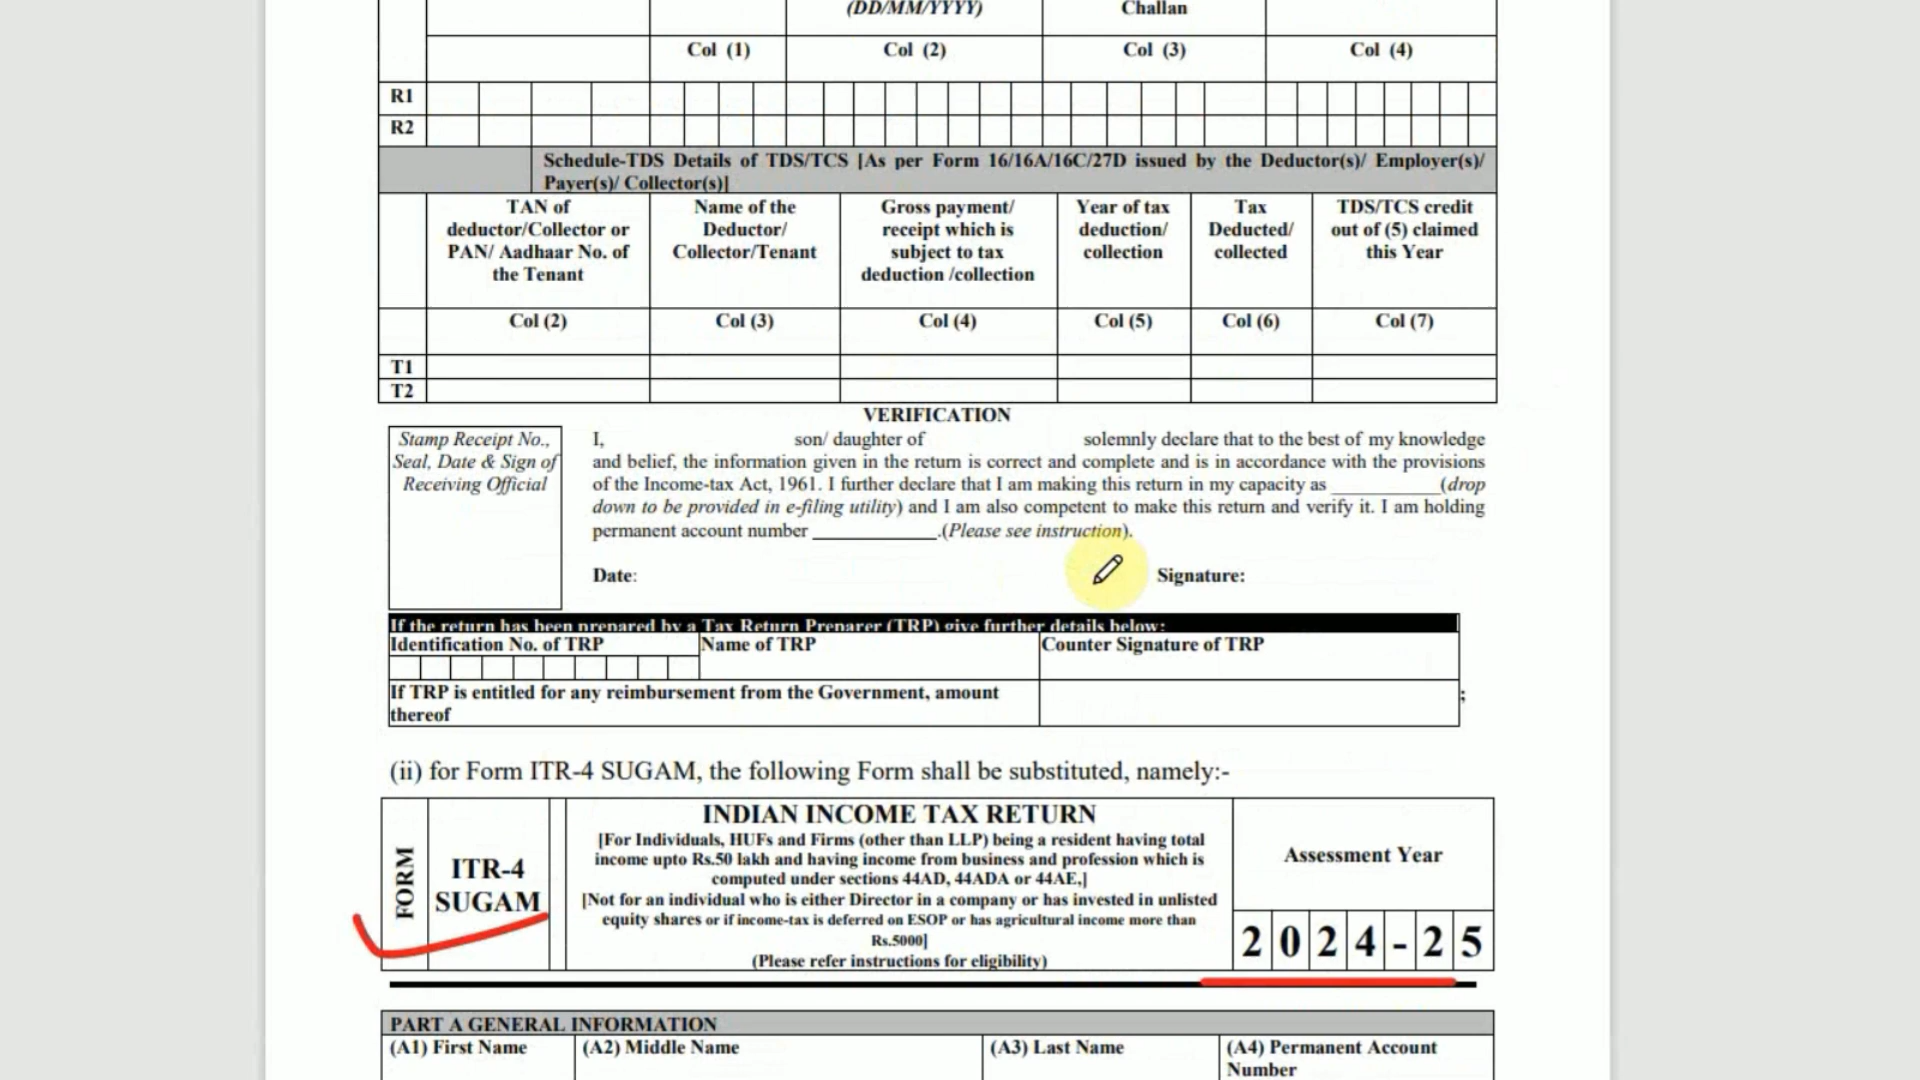 (DD/MM/YYYY) Challan
Col (1) Col (2) Col (3) Col (4)
R1
R2
Schedule-TDS Details of TDS/TCS [As per Form 16/16A/16C/27D issued by the Deductor(s)/ Employer(s)/
Payer(s)/ Collector(s)]
TAN of
deductor/Collector or
PAN/ Aadhaar No. of
the Tenant
Name of the
Deductor/
Collector/Tenant
Gross payment/
receipt which is
subject to tax
deduction /collection
Year of tax
deduction/
collection
Tax
Deducted/
collected
TDS/TCS credit
out of (5) claimed
this Year
Col (2) Col (3) Col (4) Col (5) Col (6) Col (7)
T1
T2
VERIFICATION
Stamp Receipt No.,
Seal, Date & Sign of
Receiving Official
I, son/ daughter of solemnly declare that to the best of my knowledge
and belief, the information given in the return is correct and complete and is in accordance with the provisions
of the Income-tax Act, 1961. I further declare that I am making this return in my capacity as ___________(drop
down to be provided in e-filing utility) and I am also competent to make this return and verify it. I am holding
permanent account number ____________.(Please see instruction).
Date: Signature:
If the return has been prepared by a Tax Return Preparer (TRP) give further details below:
Identification No. of TRP Name of TRP Counter Signature of TRP
If TRP is entitled for any reimbursement from the Government, amount
thereof
;
(ii) for Form ITR-4 SUGAM, the following Form shall be substituted, namely:-
FORM
ITR-4
SUGAM
INDIAN INCOME TAX RETURN
[For Individuals, HUFs and Firms (other than LLP) being a resident having total
income upto Rs.50 lakh and having income from business and profession which is
computed under sections 44AD, 44ADA or 44AE,]
[Not for an individual who is either Director in a company or has invested in unlisted
equity shares or if income-tax is deferred on ESOP or has agricultural income more than
Rs.5000]
(Please refer instructions for eligibility)
Assessment Year
2024-25
PART A GENERAL INFORMATION
(A1) First Name (A2) Middle Name (A3) Last Name (A4) Permanent Account
Number